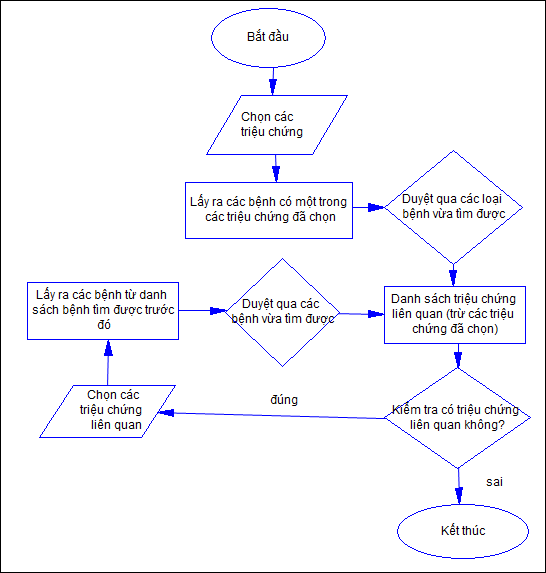 Bắt đầu
Chọn các
triệu chứng
Lấy ra các bệnh có một trong
các triệu chứng đã chọn
Duyệt qua các loại
bệnh vừa tìm được
Lấy ra các bệnh từ danh
sách bệnh tìm được trước
đó
Duyệt qua các
bệnh vừa tìm được
Danh sách triệu chứng
liên quan (trừ các triệu
chứng đã chọn)
Chọn các
triệu chứng
liên quan
đúng
Kiểm tra có triệu chứng
liên quan không?
sai
Kết thúc